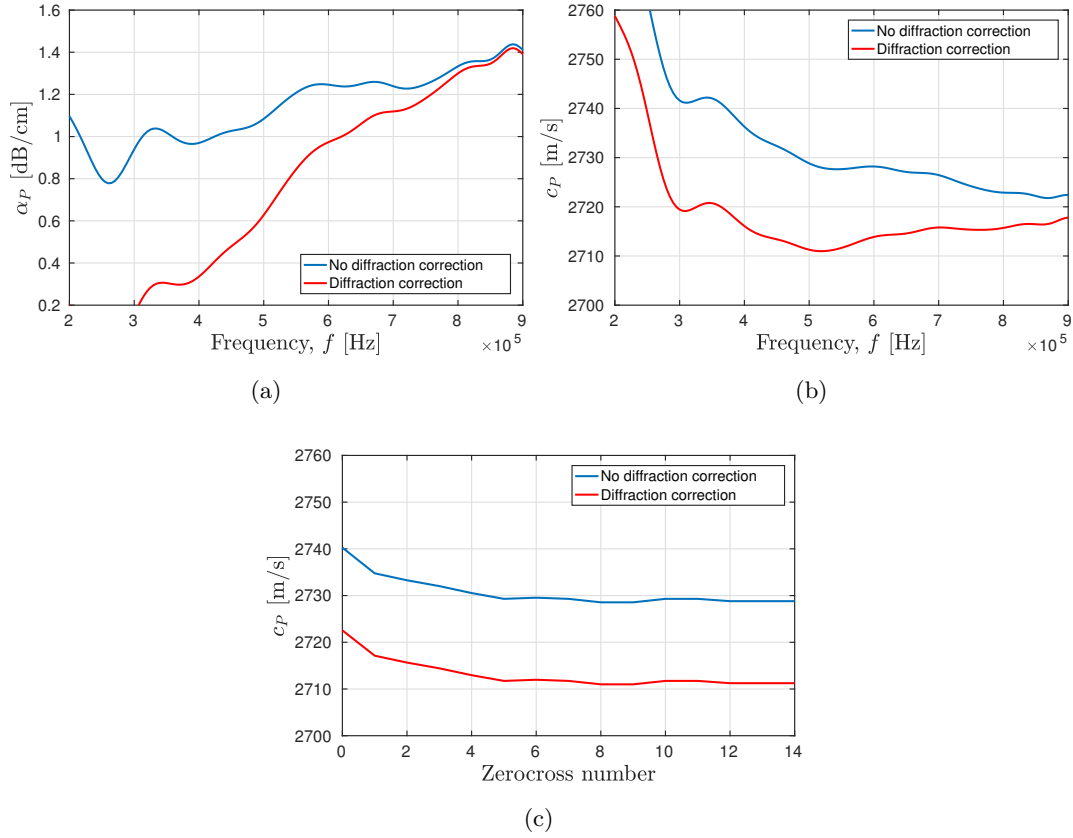 1.6
1.4
1.2
1
0.8
0.6
0.4
0.2
α_P [dB/cm]
No diffraction correction
Diffraction correction
2 3 4 5 6 7 8 9
Frequency, f [Hz] ×10^5
(a)
2760
2750
2740
2730
2720
2710
2700
c_P [m/s]
No diffraction correction
Diffraction correction
2 3 4 5 6 7 8 9
Frequency, f [Hz] ×10^5
(b)
2760
2750
2740
2730
2720
2710
2700
c_P [m/s]
No diffraction correction
Diffraction correction
0 2 4 6 8 10 12 14
Zerocross number
(c)